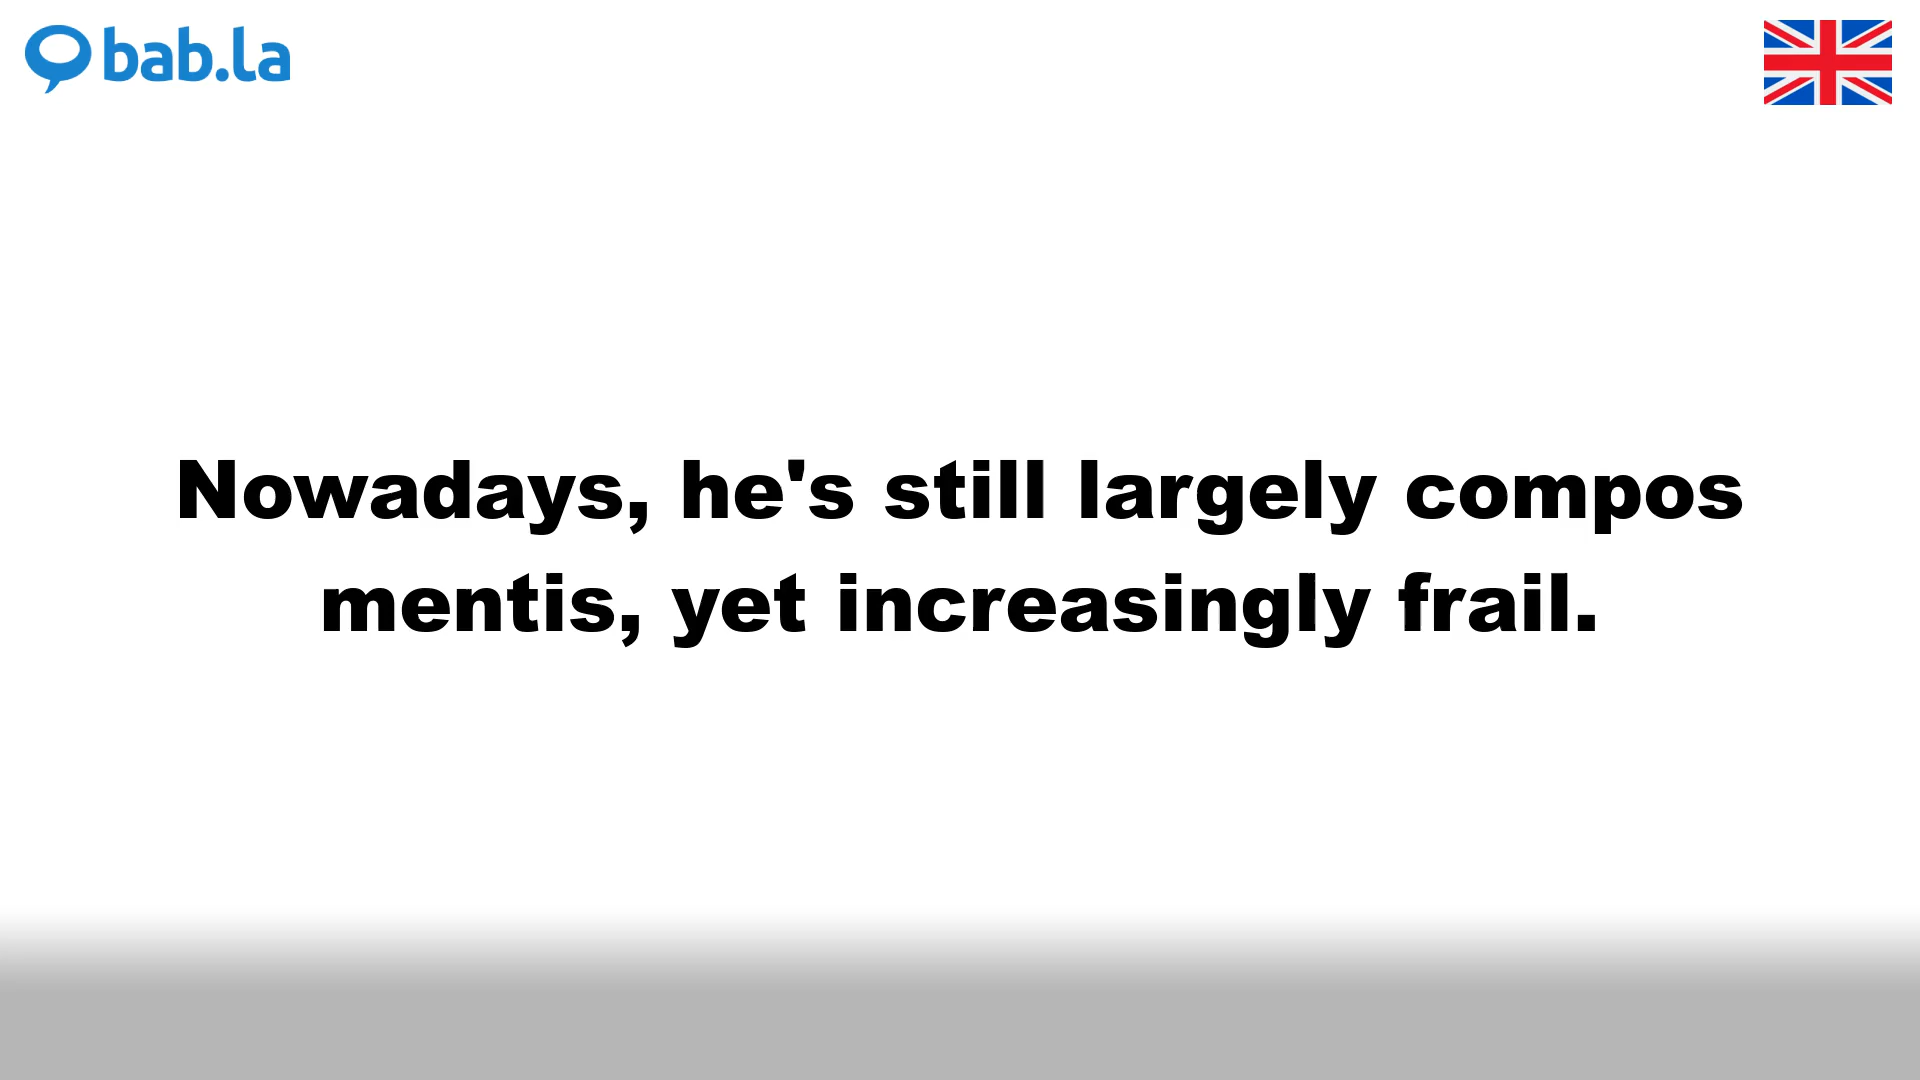 bab.la
Nowadays, he's still largely compos
mentis, yet increasingly frail.